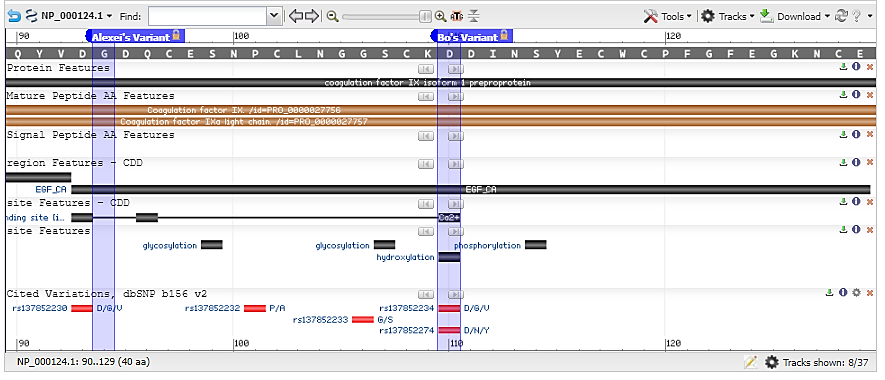 NP_000124.1 Find: Tools Tracks Download ?
90 Alexei's Variant 100 Bo's Variant 120
Q Y V D G D Q C E S N P C L N G G S C K D D I N S Y E C W C P F G F E G K N C E
Protein Features
coagulation factor IX isoform 1 preproprotein
Mature Peptide AA Features
Coagulation factor IX. /id=PRO_0000027756
Coagulation factor IXa light chain. /id=PRO_0000027757
Signal Peptide AA Features
region Features - CDD
EGF_CA EGF_CA
site Features - CDD
nding site [i... Ca2+
site Features
glycosylation glycosylation phosphorylation
hydroxylation
Cited Variations, dbSNP b156 v2
rs137852230 D/G/V rs137852232 P/A rs137852234 D/G/V
rs137852233 G/S
rs137852274 D/N/Y
90 100 110 120
NP_000124.1: 90..129 (40 aa) Tracks shown: 8/37